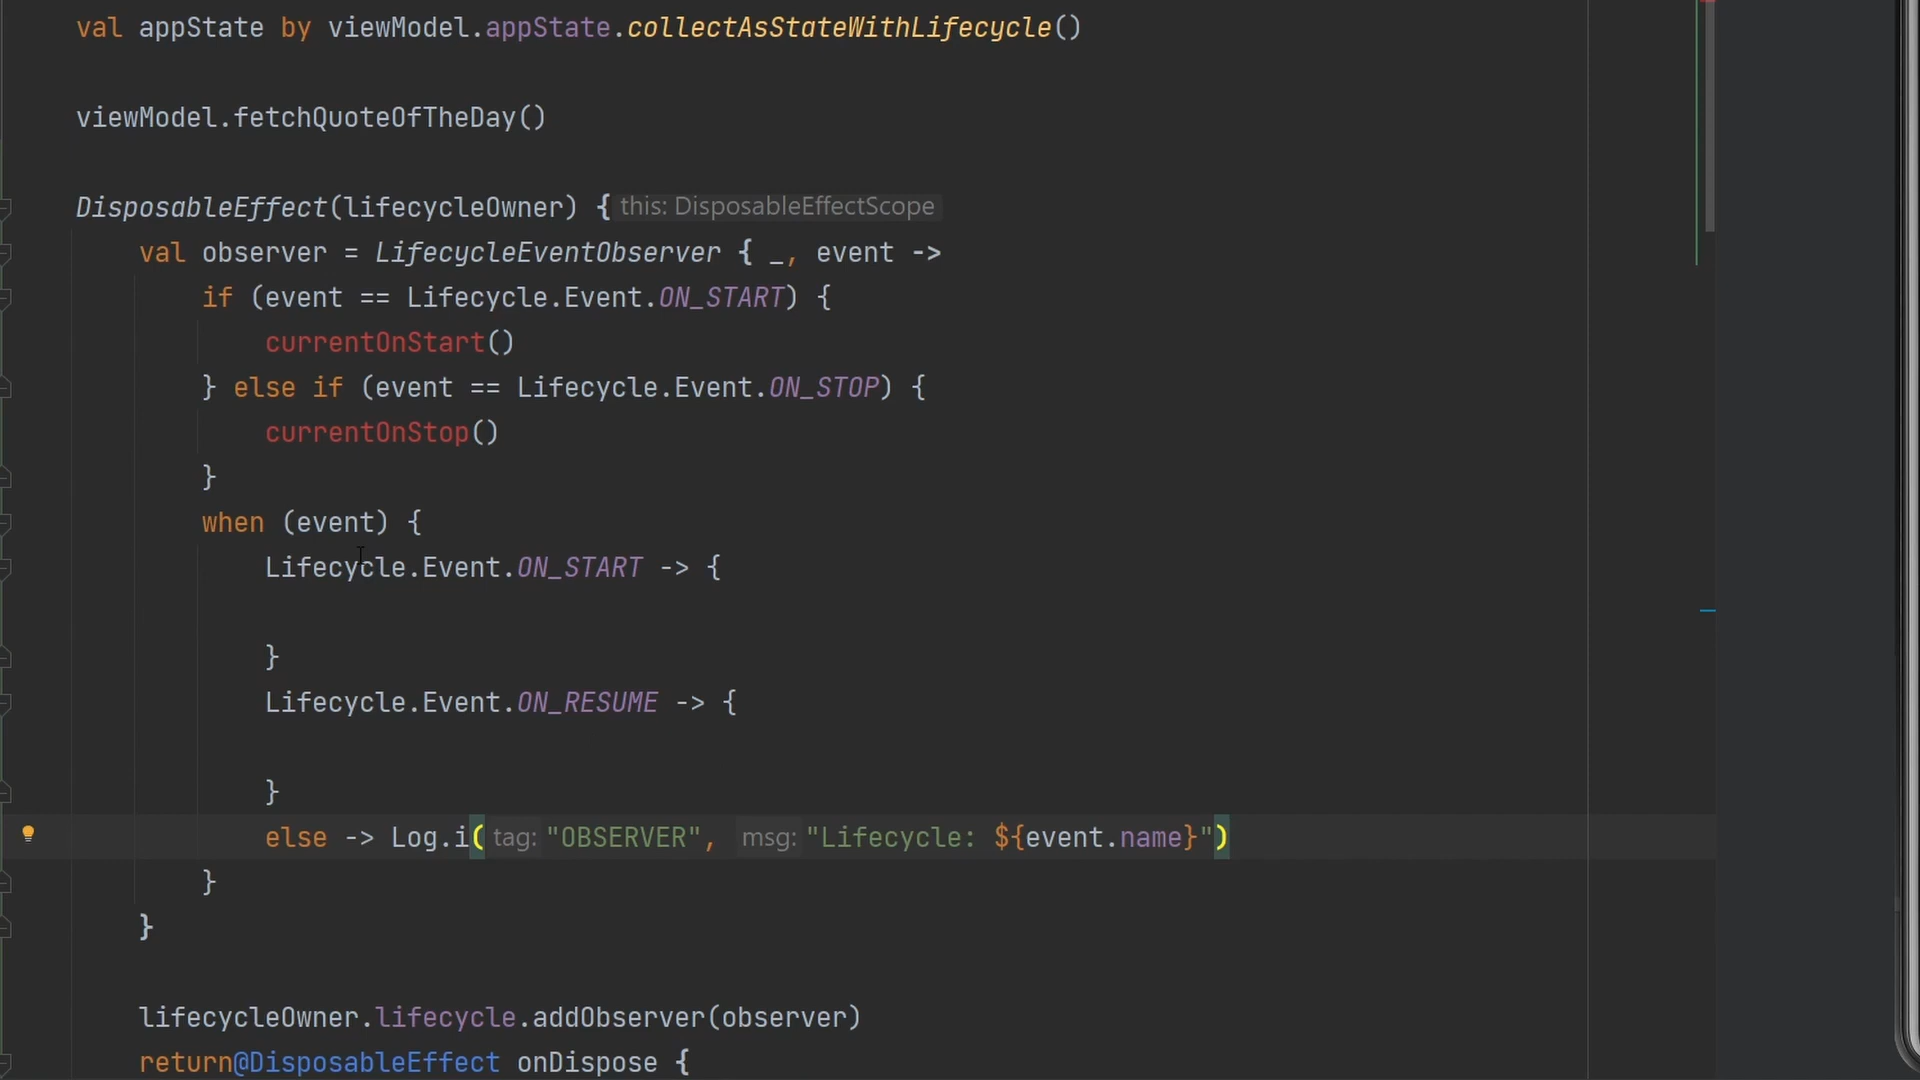 val appState by viewModel.appState.collectAsStateWithLifecycle()
viewModel.fetchQuoteOfTheDay()
DisposableEffect(lifecycleOwner) { this: DisposableEffectScope
val observer = LifecycleEventObserver { _, event ->
if (event == Lifecycle.Event.ON_START) {
currentOnStart()
} else if (event == Lifecycle.Event.ON_STOP) {
currentOnStop()
}
when (event) {
Lifecycle.Event.ON_START -> {
}
Lifecycle.Event.ON_RESUME -> {
}
else -> Log.i( tag: "OBSERVER", msg: "Lifecycle: ${event.name}")
}
}
lifecycleOwner.lifecycle.addObserver(observer)
return@DisposableEffect onDispose {